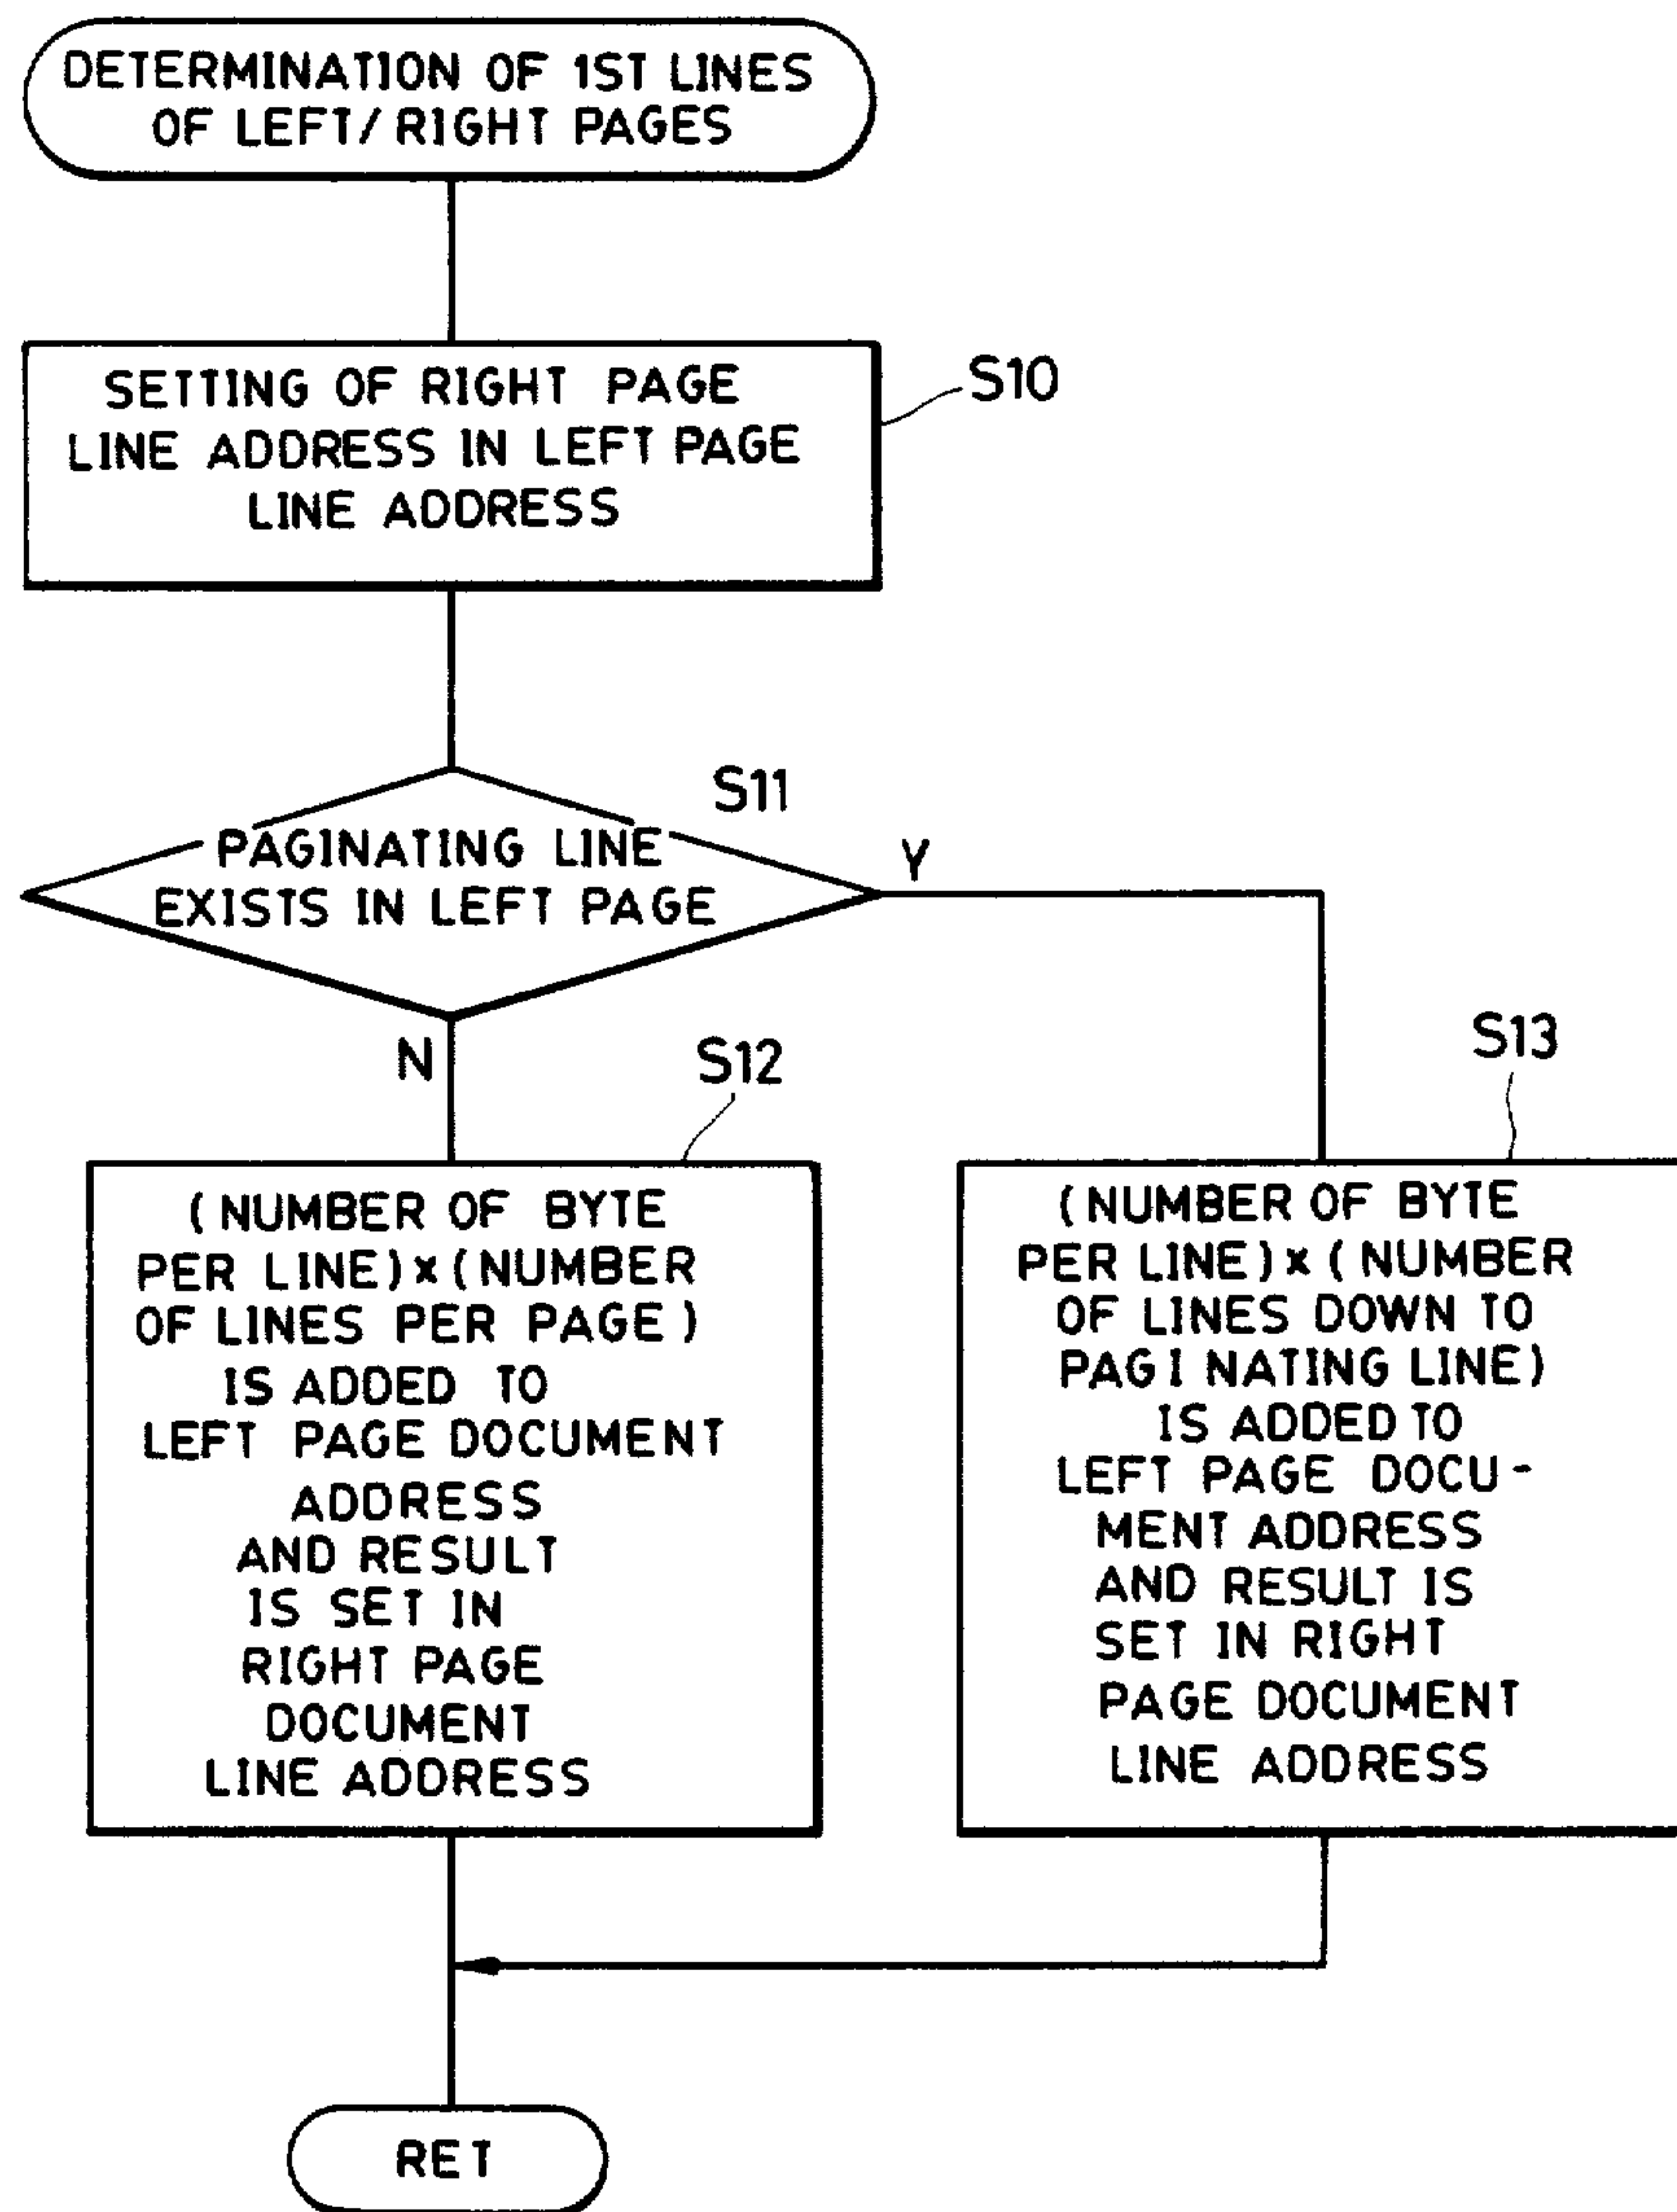 DETERMINATION OF 1ST LINES
OF LEFT/RIGHT PAGES
SETTING OF RIGHT PAGE
LINE ADDRESS IN LEFT PAGE
LINE ADDRESS
S10
S11
PAGINATING LINE
EXISTS IN LEFT PAGE
Y
N
S12
(NUMBER OF BYTE
PER LINE)x(NUMBER
OF LINES PER PAGE)
IS ADDED TO
LEFT PAGE DOCUMENT
ADDRESS
AND RESULT
IS SET IN
RIGHT PAGE
DOCUMENT
LINE ADDRESS
S13
(NUMBER OF BYTE
PER LINE)x(NUMBER
OF LINES DOWN TO
PAGI NATING LINE)
IS ADDED TO
LEFT PAGE DOCU-
MENT ADDRESS
AND RESULT IS
SET IN RIGHT
PAGE DOCUMENT
LINE ADDRESS
RET